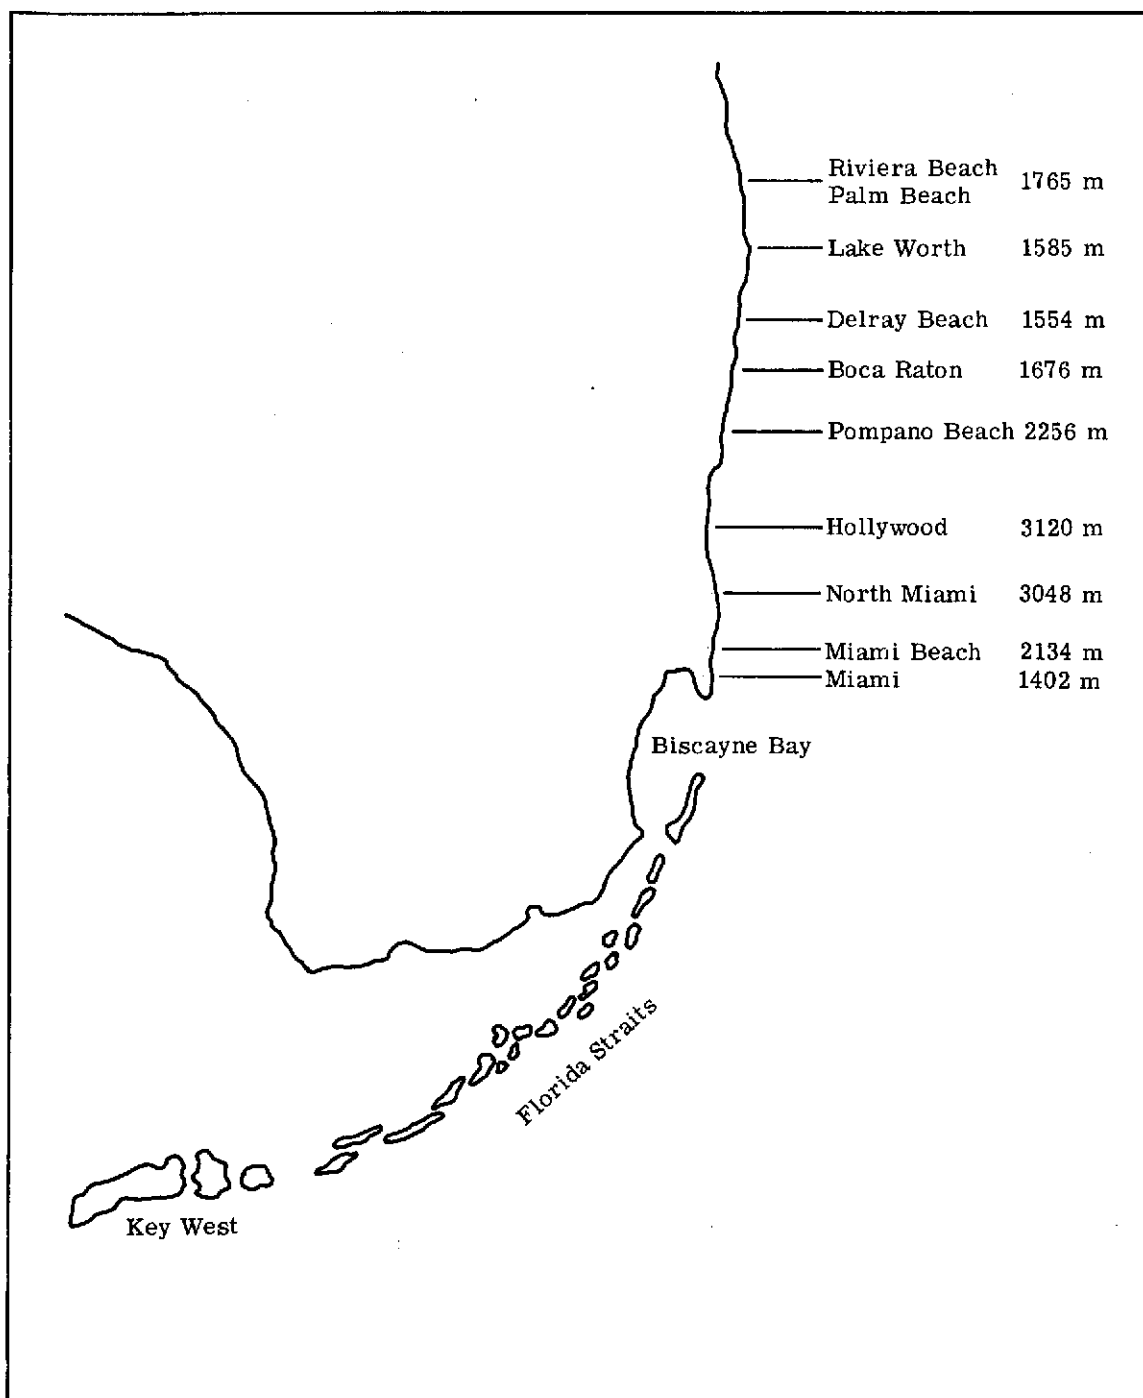 Riviera Beach
Palm Beach 1765 m
Lake Worth 1585 m
Delray Beach 1554 m
Boca Raton 1676 m
Pompano Beach 2256 m
Hollywood 3120 m
North Miami 3048 m
Miami Beach 2134 m
Miami 1402 m
Biscayne Bay
Florida Straits
Key West